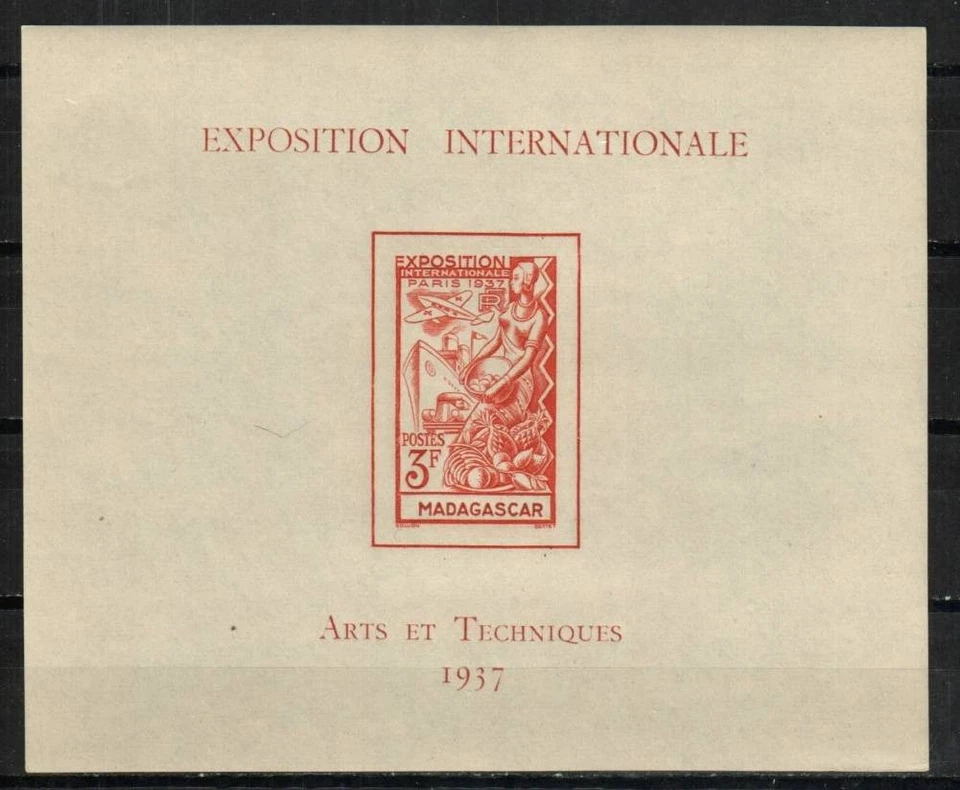 EXPOSITION INTERNATIONALE
EXPOSITION
INTERNATIONALE
PARIS 1937
RF
POSTES
3F
MADAGASCAR
ARTS ET TECHNIQUES
1937